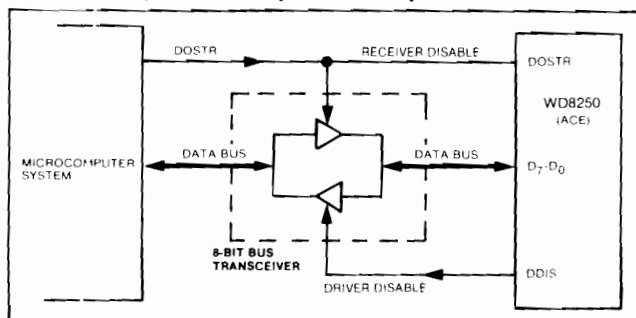 DOSTR
RECEIVER DISABLE
DOSTR
WD8250
(ACE)
MICROCOMPUTER
SYSTEM
DATA BUS
DATA BUS
D7-D0
8-BIT BUS
TRANSCEIVER
DRIVER DISABLE
DDIS